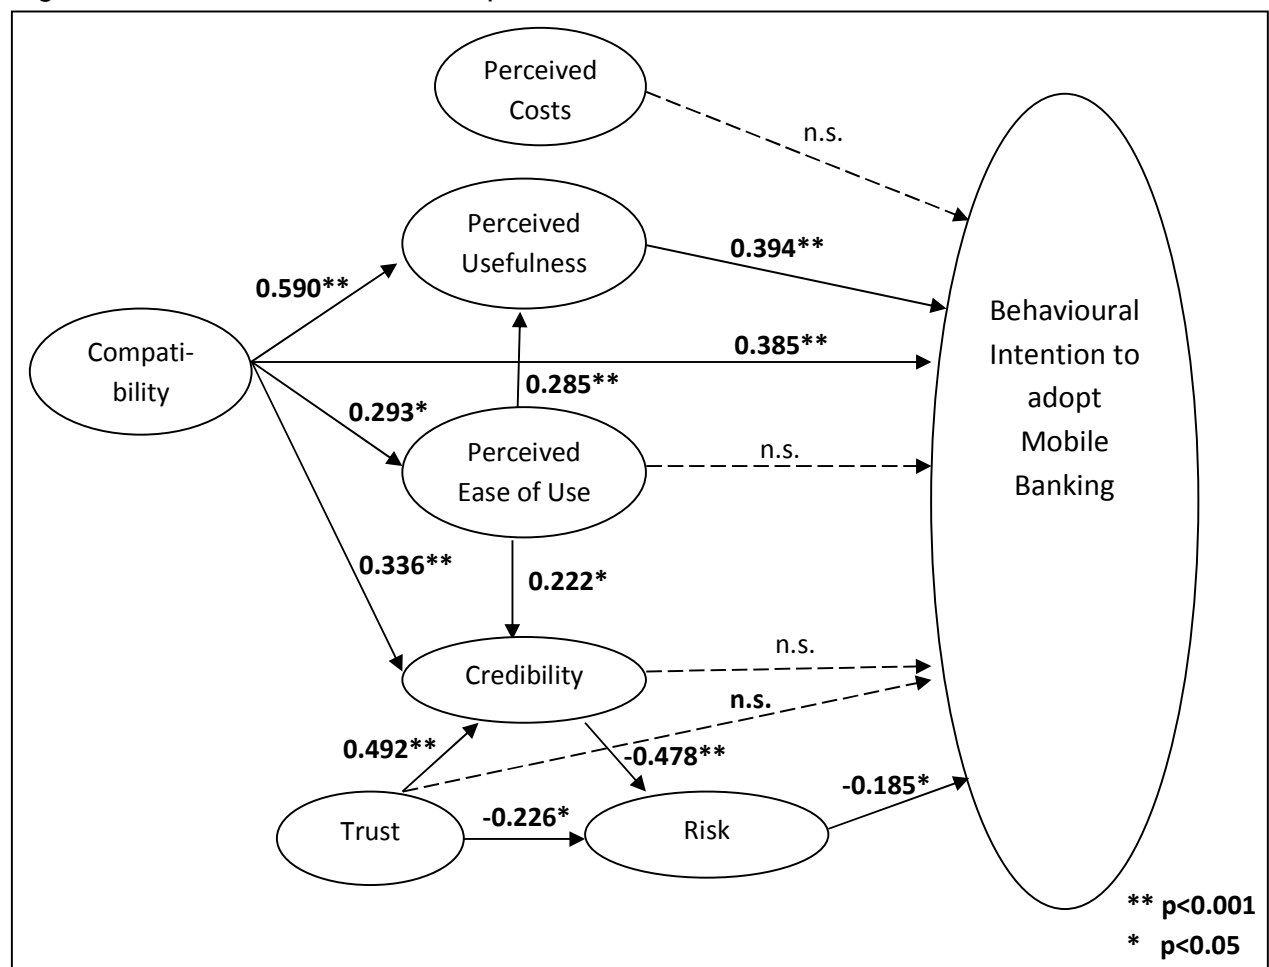 Perceived
Costs
n.s.
Perceived
Usefulness
0.394**
0.590**
Compati-
bility
0.385**
0.285**
0.293*
Perceived
Ease of Use
n.s.
Behavioural
Intention to
adopt
Mobile
Banking
0.336**
0.222*
Credibility
n.s.
n.s.
0.492**
-0.478**
Trust
-0.226*
Risk
-0.185*
** p<0.001
* p<0.05